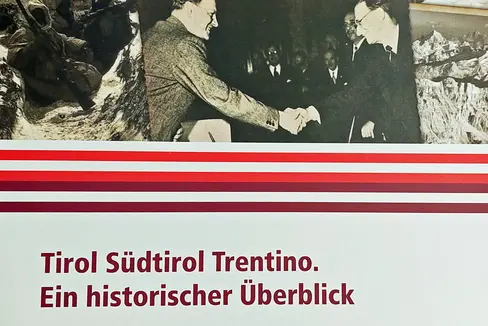 Tirol Südtirol Trentino.
Ein historischer Überblick